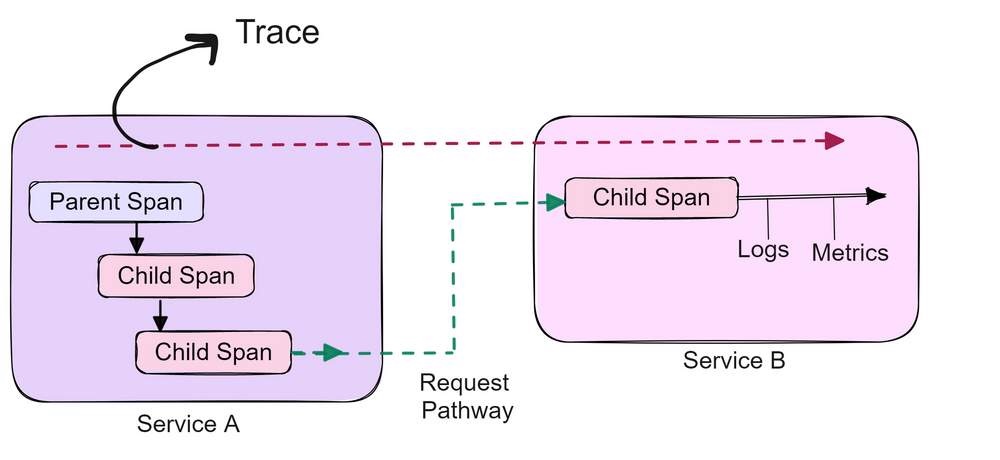 Trace
Parent Span
Child Span
Child Span
Service A
Request
Pathway
Child Span
Logs
Metrics
Service B